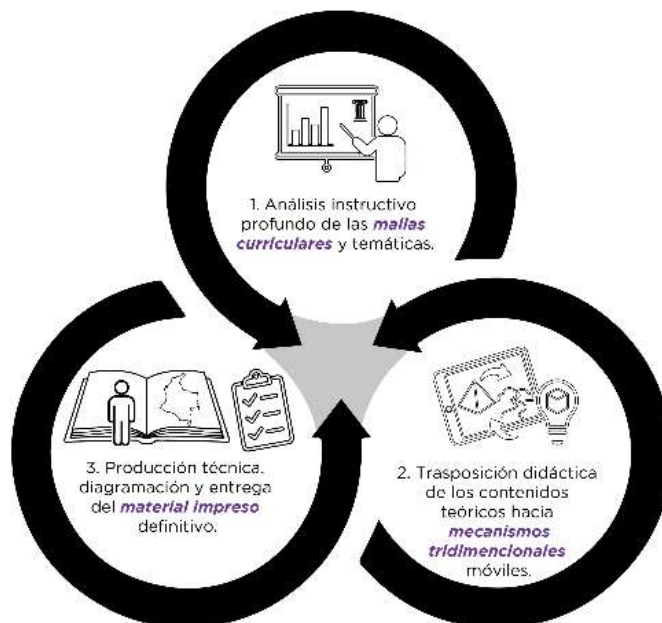 1. Análisis instructivo
profundo de las mallas
curriculares y temáticas.
3. Producción técnica,
diagramación y entrega
del material impreso
definitivo.
2. Trasposición didáctica
de los contenidos
teóricos hacia
mecanismos
tridimencionales
móviles.